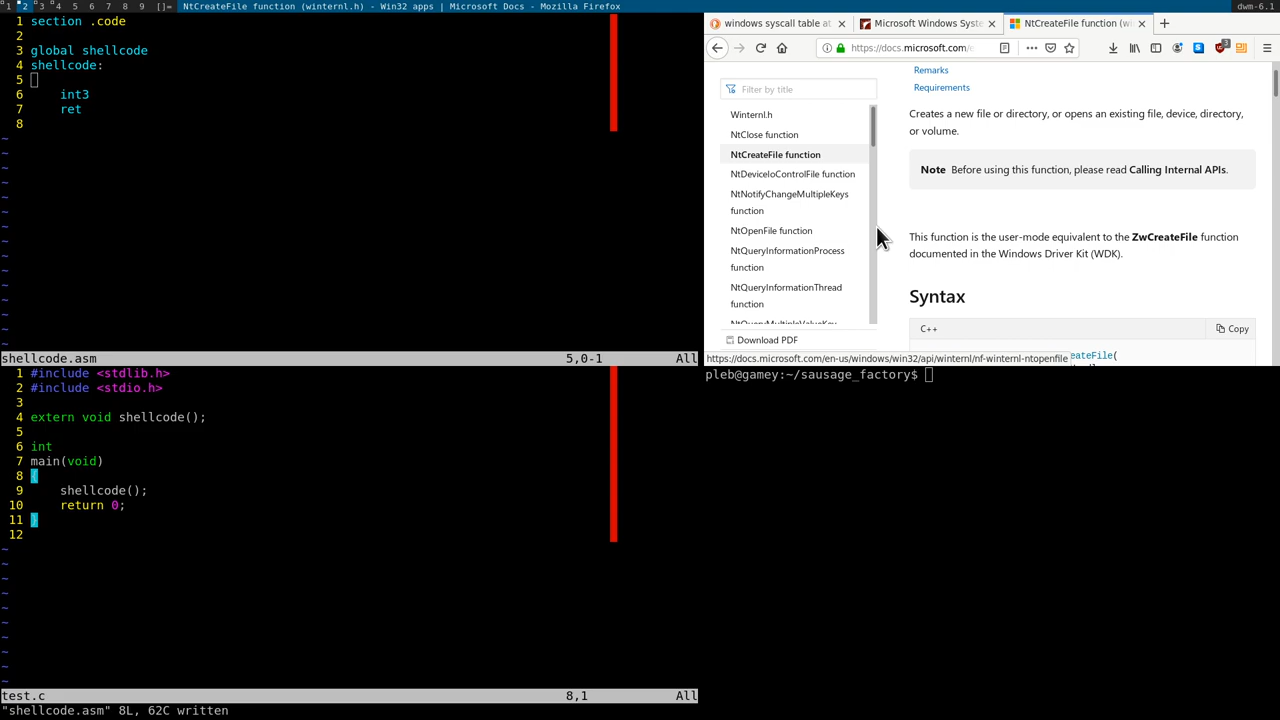 1 2 3 4 5 6 7 8 9 []= NtCreateFile function (winternl.h) - Win32 apps | Microsoft Docs - Mozilla Firefox dwm-6.1
1 section .code
2
3 global shellcode
4 shellcode:
5
6 int3
7 ret
8
~
~
~
~
~
~
~
~
~
~
~
~
~
~
shellcode.asm 5,0-1 All
1 #include <stdlib.h>
2 #include <stdio.h>
3
4 extern void shellcode();
5
6 int
7 main(void)
8 {
9 shellcode();
10 return 0;
11 }
12
~
~
~
~
~
~
~
~
~
~
test.c 8,1 All
"shellcode.asm" 8L, 62C written
windows syscall table at
Microsoft Windows Syste
NtCreateFile function (wi
https://docs.microsoft.com/e
3
Filter by title
Winternl.h
NtClose function
NtCreateFile function
NtDeviceIoControlFile function
NtNotifyChangeMultipleKeys
function
NtOpenFile function
NtQueryInformationProcess
function
NtQueryInformationThread
function
NtQueryMultipleValueKey
Download PDF
Remarks
Requirements
Creates a new file or directory, or opens an existing file, device, directory,
or volume.
Note Before using this function, please read Calling Internal APIs.
This function is the user-mode equivalent to the ZwCreateFile function
documented in the Windows Driver Kit (WDK).
Syntax
C++ Copy
eateFile(
https://docs.microsoft.com/en-us/windows/win32/api/winternl/nf-winternl-ntopenfile
pleb@gamey:~/sausage_factory$